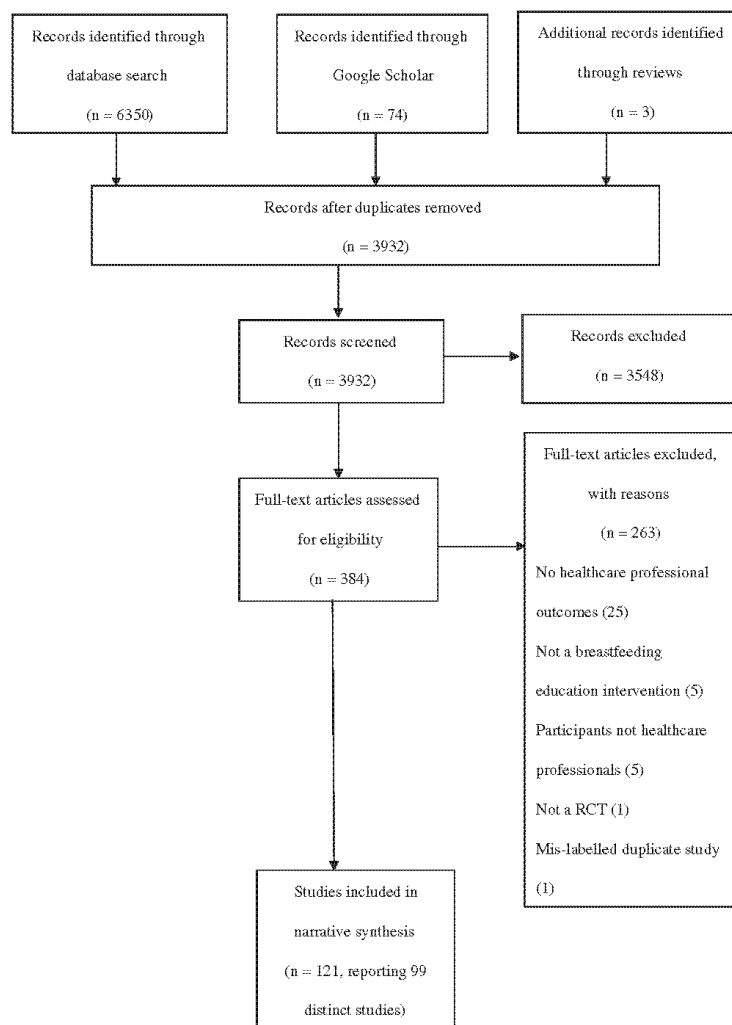 Records identified through
database search
(n = 6350)
Records identified through
Google Scholar
(n = 74)
Additional records identified
through reviews
(n = 3)
Records after duplicates removed
(n = 3932)
Records screened
(n = 3932)
Records excluded
(n = 3548)
Full-text articles assessed
for eligibility
(n = 384)
Full-text articles excluded,
with reasons
(n = 263)
No healthcare professional
outcomes (25)
Not a breastfeeding
education intervention (5)
Participants not healthcare
professionals (5)
Not a RCT (1)
Mis-labelled duplicate study
(1)
Studies included in
narrative synthesis
(n = 121, reporting 99
distinct studies)